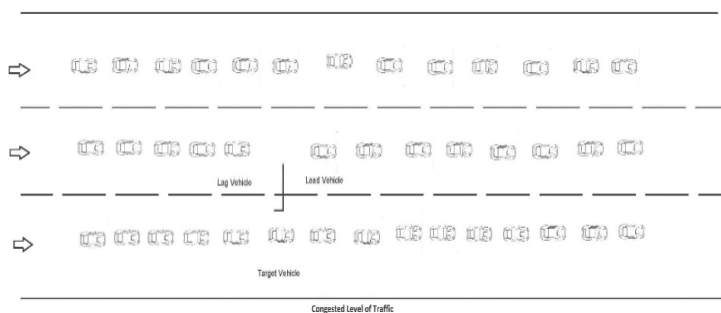 Lag Vehicle
Lead Vehicle
Target Vehicle
Congested Level of Traffic